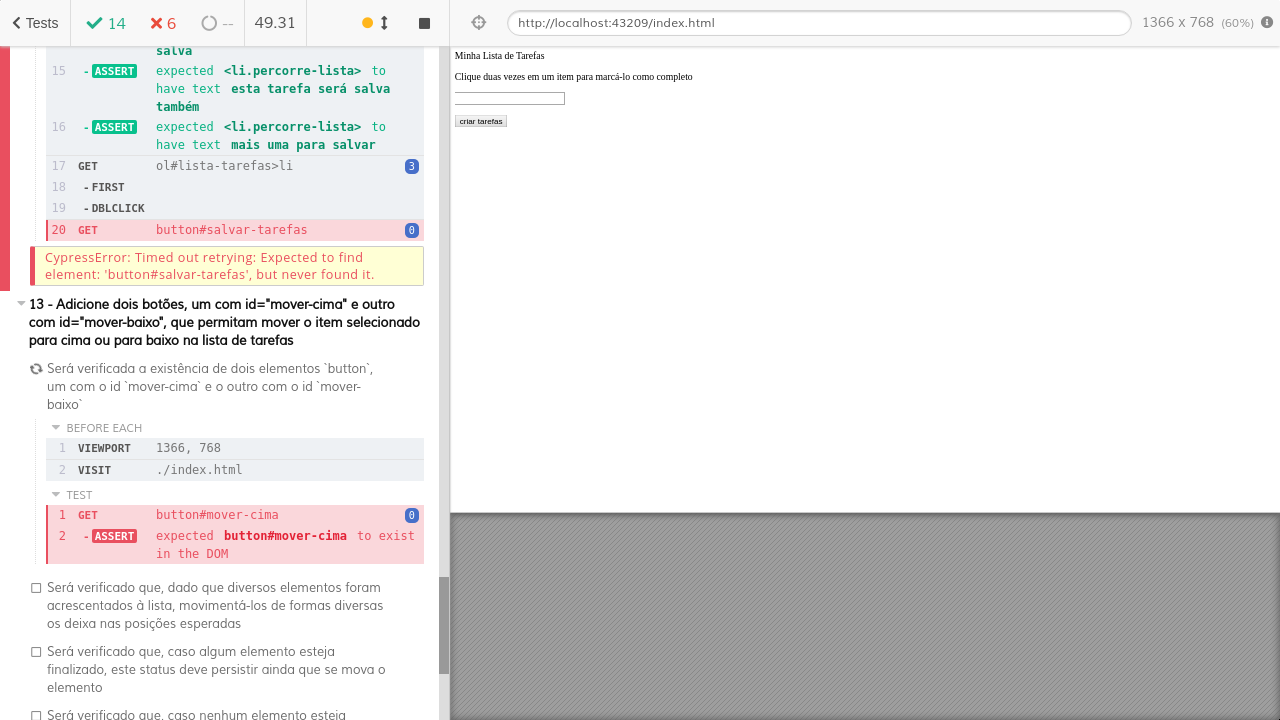 Tests 14 6 -- 49.31 http://localhost:43209/index.html 1366 x 768 (60%)
salva
15 - ASSERT expected <li.percorre-lista> to
have text esta tarefa será salva
também
16 - ASSERT expected <li.percorre-lista> to
have text mais uma para salvar
17 GET ol#lista-tarefas>li 3
18 - FIRST
19 - DBLCLICK
20 GET button#salvar-tarefas 0
CypressError: Timed out retrying: Expected to find
element: 'button#salvar-tarefas', but never found it.
13 - Adicione dois botões, um com id="mover-cima" e outro
com id="mover-baixo", que permitam mover o item selecionado
para cima ou para baixo na lista de tarefas
Será verificada a existência de dois elementos `button`,
um com o id `mover-cima` e o outro com o id `mover-
baixo`
BEFORE EACH
1 VIEWPORT 1366, 768
2 VISIT ./index.html
TEST
1 GET button#mover-cima 0
2 - ASSERT expected button#mover-cima to exist
in the DOM
Será verificado que, dado que diversos elementos foram
acrescentados à lista, movimentá-los de formas diversas
os deixa nas posições esperadas
Será verificado que, caso algum elemento esteja
finalizado, este status deve persistir ainda que se mova o
elemento
Será verificado que, caso nenhum elemento esteja
Minha Lista de Tarefas
Clique duas vezes em um item para marcá-lo como completo
criar tarefas